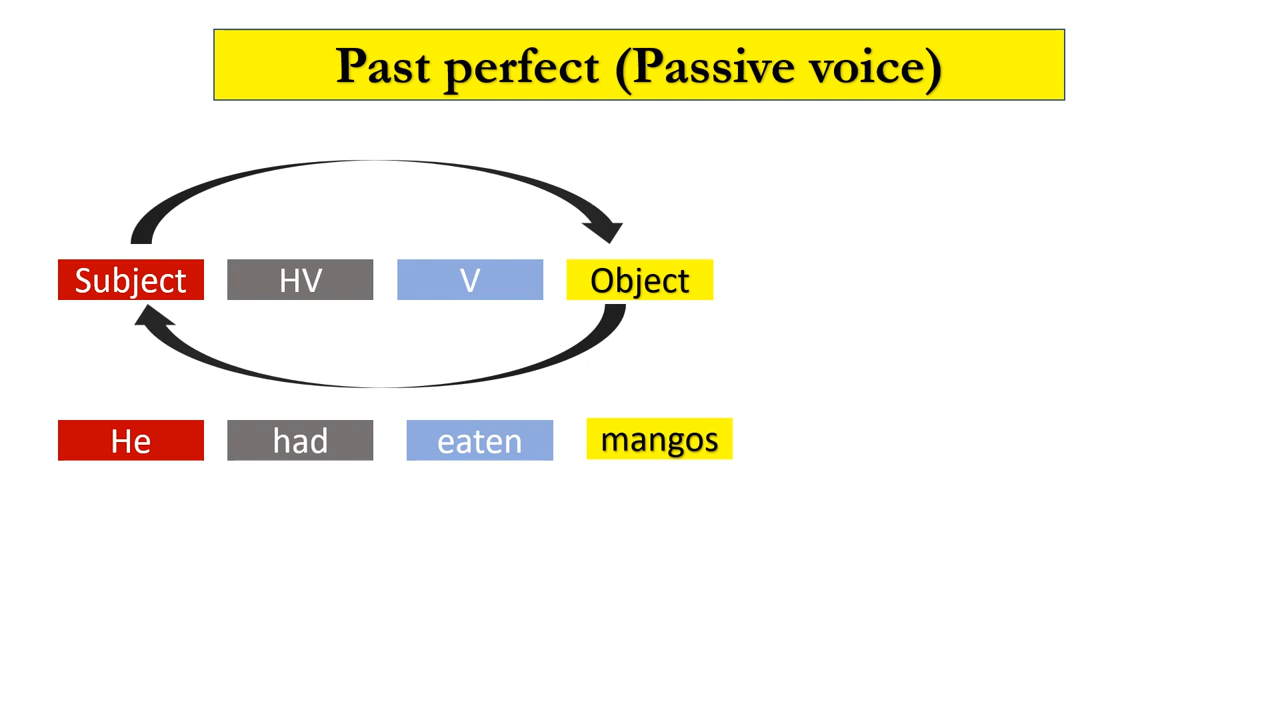 Past perfect (Passive voice)
Subject HV V Object
He had eaten mangos